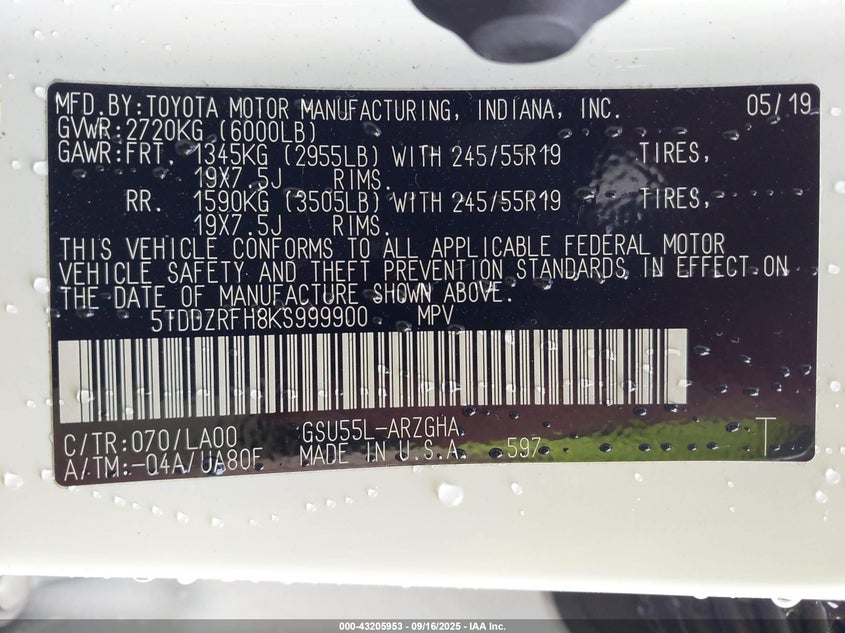 MFD.BY:TOYOTA MOTOR MANUFACTURING, INDIANA, INC. 05/19
GVWR:2720KG (6000LB)
GAWR:FRT. 1345KG (2955LB) WITH 245/55R19 TIRES,
19X7.5J RIMS.
RR. 1590KG (3505LB) WITH 245/55R19 TIRES,
19X7.5J RIMS.
THIS VEHICLE CONFORMS TO ALL APPLICABLE FEDERAL MOTOR
VEHICLE SAFETY AND THEFT PREVENTION STANDARDS IN EFFECT ON
THE DATE OF MANUFACTURE SHOWN ABOVE.
5TDDZRFH8KS999900 MPV
C/TR:070/LA00 GSU55L-ARZGHA
A/TM:-04A/UA80F MADE IN U.S.A. 597 T
000-43205953 - 09/16/2025 - IAA Inc.